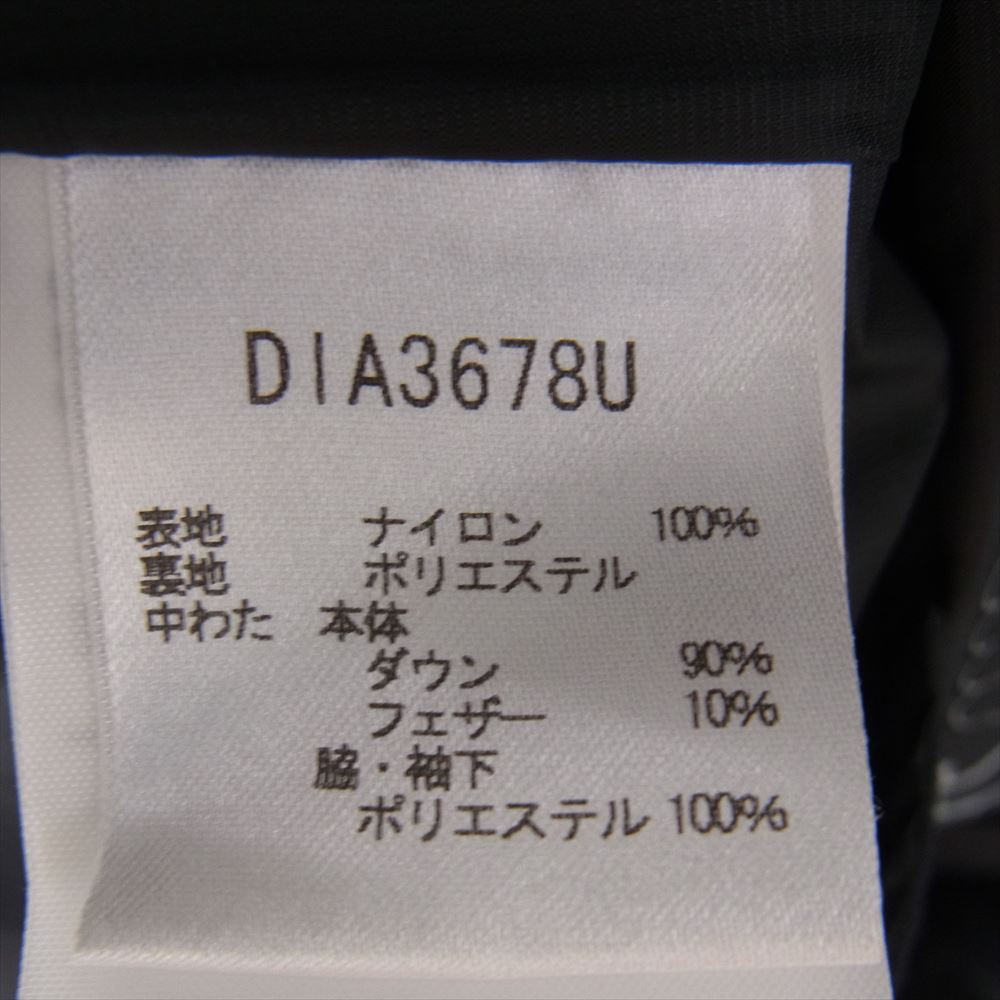 DIA3678U
表地 ナイロン 100%
裏地 ポリエステル
中わた 本体
ダウン 90%
フェザー 10%
脇・袖下
ポリエステル 100%